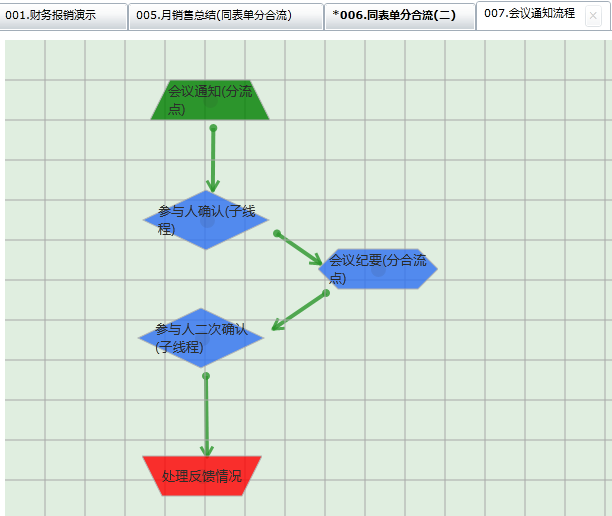 001.财务报销演示
005.月销售总结(同表单分合流)
*006.同表单分合流(二)
007.会议通知流程
会议通知(分流
点)
参与人确认(子线
程)
会议纪要(分合流
点)
参与人二次确认
(子线程)
处理反馈情况